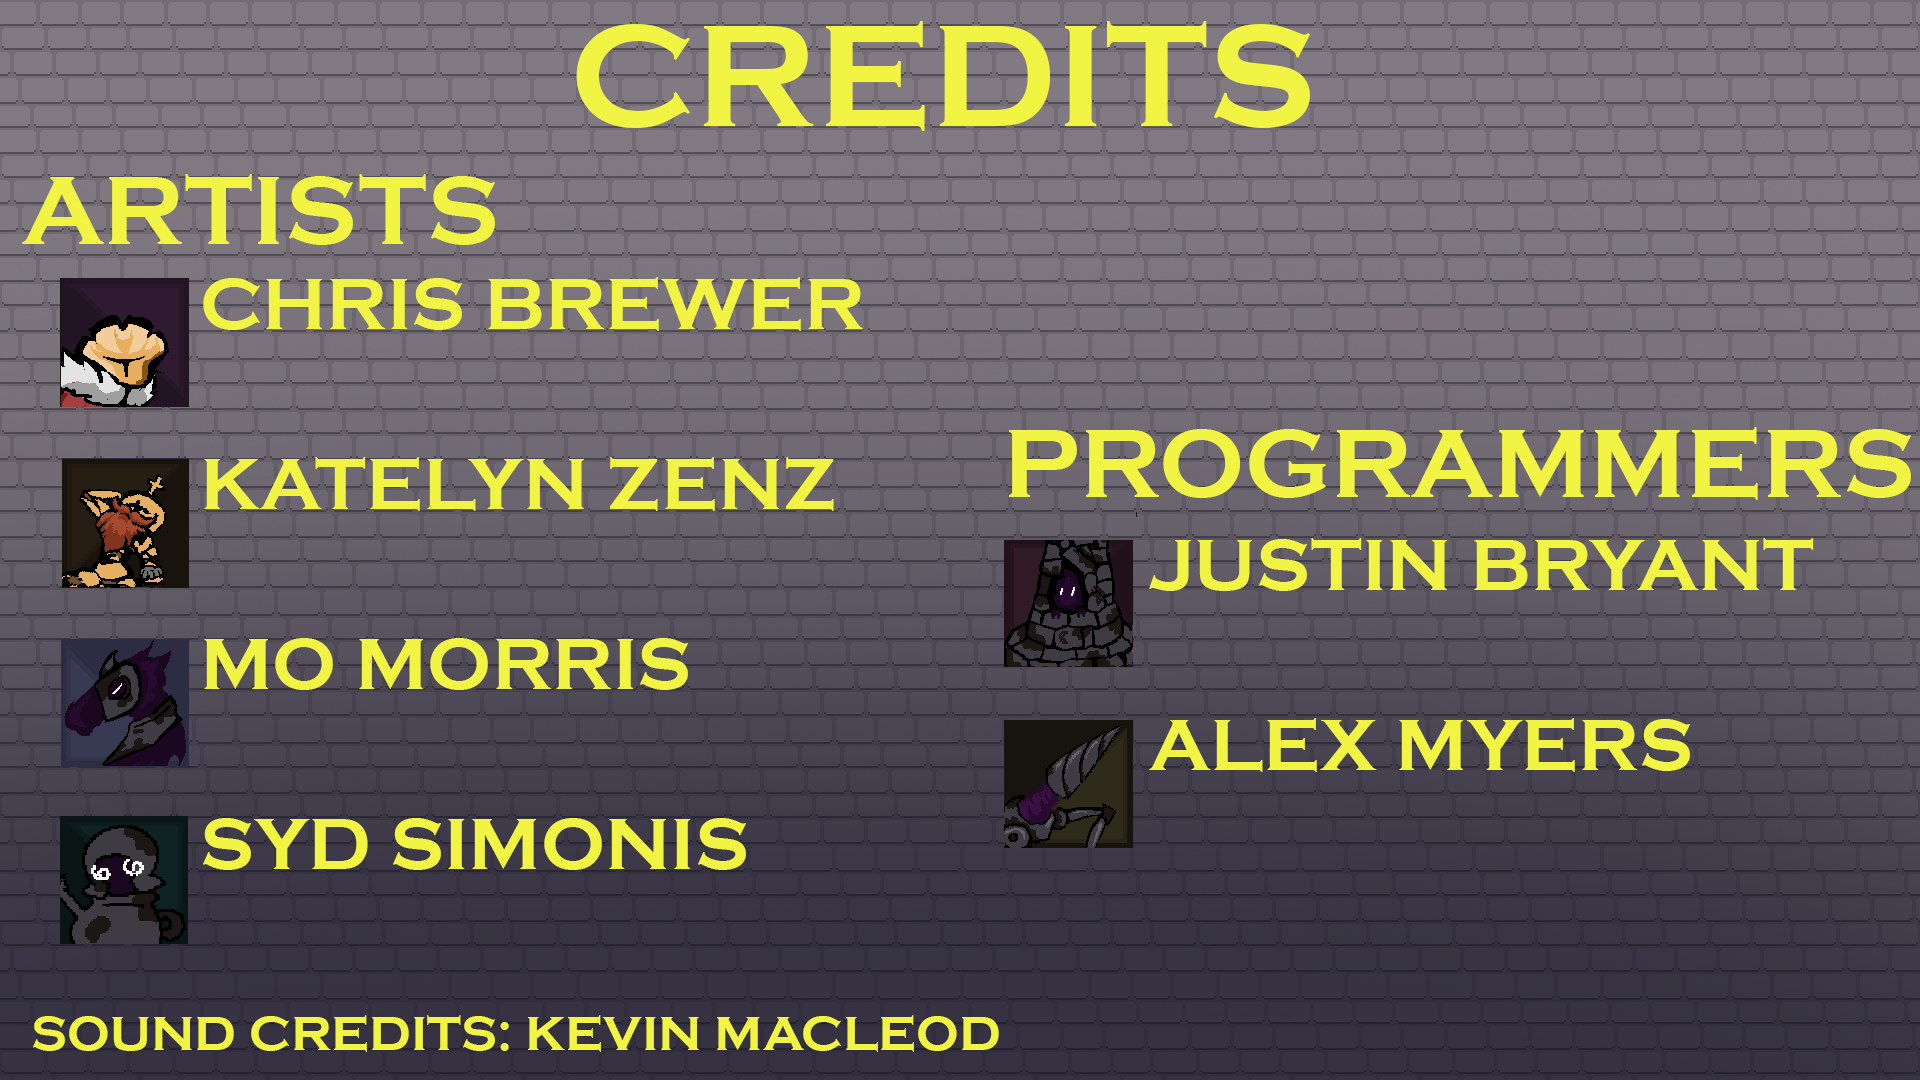 CREDITS
ARTISTS
CHRIS BREWER
KATELYN ZENZ
MO MORRIS
SYD SIMONIS
PROGRAMMERS
JUSTIN BRYANT
ALEX MYERS
SOUND CREDITS: KEVIN MACLEOD